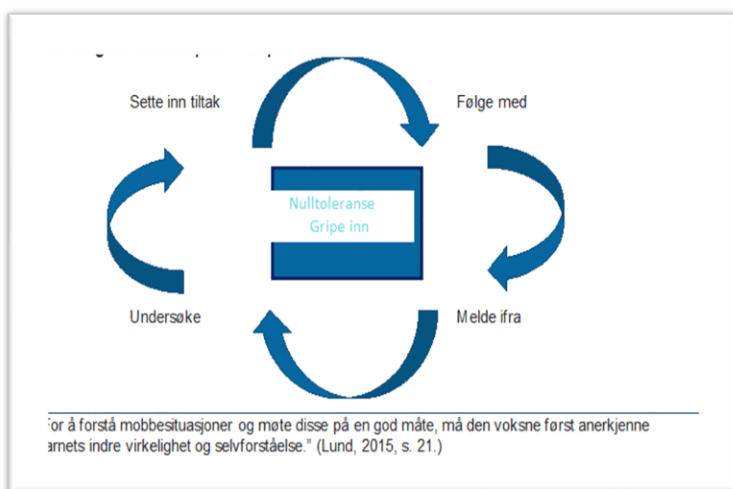 Sette inn tiltak
Følge med
Nulltoleranse
Gripe inn
Undersøke
Melde ifra
or å forstå mobbesituasjoner og møte disse på en god måte, må den voksne først anerkjenne
arnets indre virkelighet og selvforståelse.” (Lund, 2015, s. 21.)